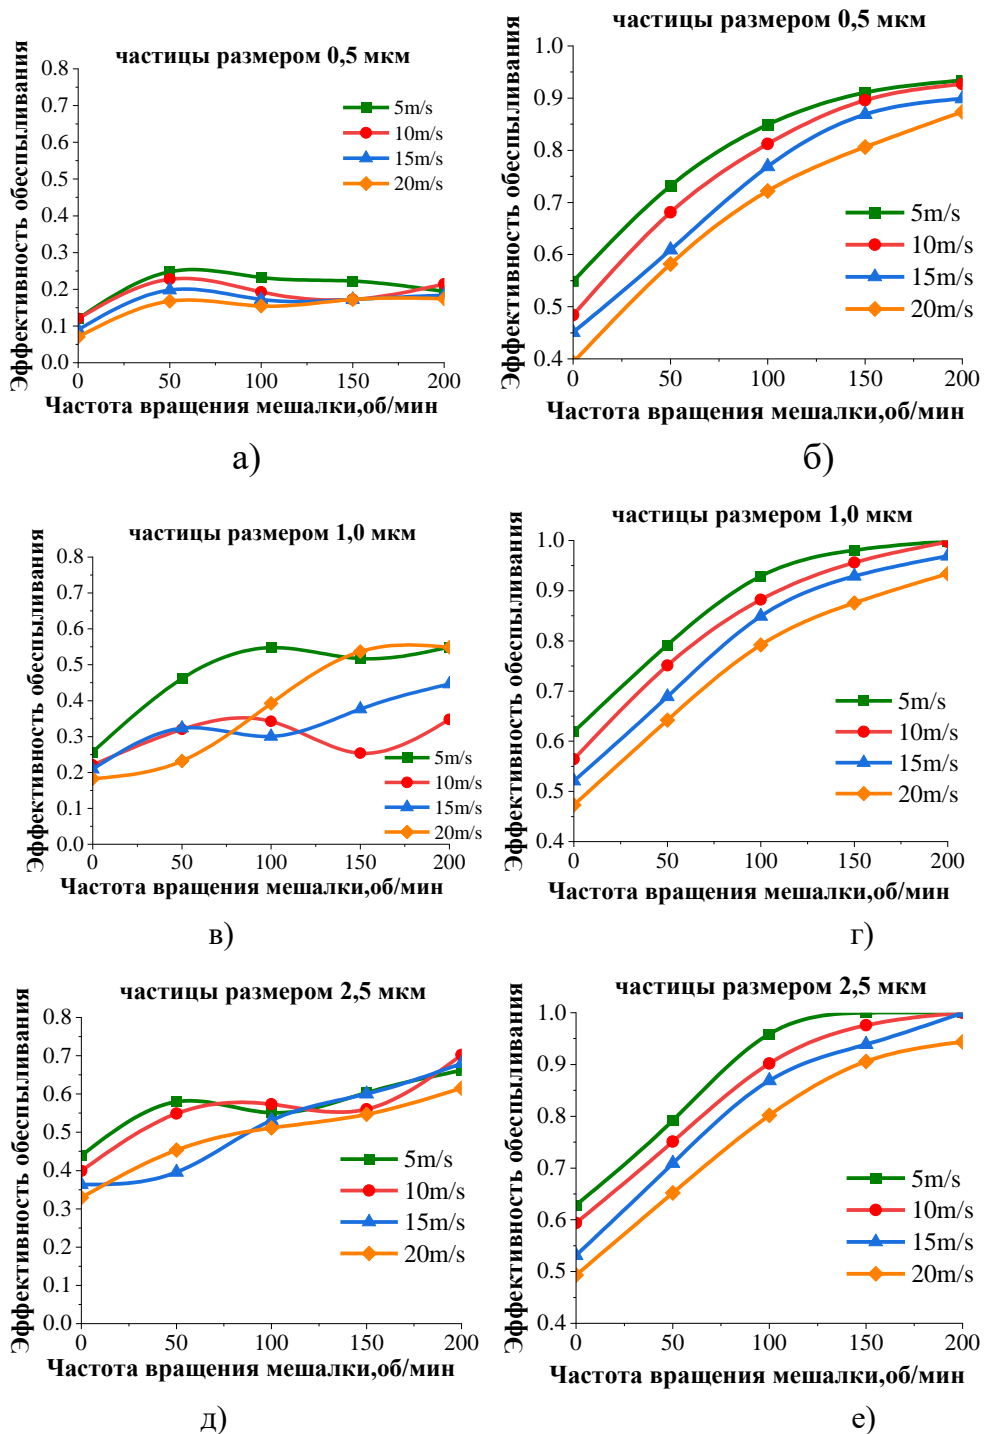 частицы размером 0,5 мкм
Эффективность обеспыливания
0.8
0.7
0.6
0.5
0.4
0.3
0.2
0.1
0.0
5m/s
10m/s
15m/s
20m/s
0 50 100 150 200
Частота вращения мешалки,об/мин
а)
частицы размером 0,5 мкм
Эффективность обеспыливания
1.0
0.9
0.8
0.7
0.6
0.5
0.4
5m/s
10m/s
15m/s
20m/s
0 50 100 150 200
Частота вращения мешалки,об/мин
б)
частицы размером 1,0 мкм
Эффективность обеспыливания
0.8
0.7
0.6
0.5
0.4
0.3
0.2
0.1
0.0
5m/s
10m/s
15m/s
20m/s
0 50 100 150 200
Частота вращения мешалки,об/мин
в)
частицы размером 1,0 мкм
Эффективность обеспыливания
1.0
0.9
0.8
0.7
0.6
0.5
0.4
5m/s
10m/s
15m/s
20m/s
0 50 100 150 200
Частота вращения мешалки,об/мин
г)
частицы размером 2,5 мкм
Эффективность обеспыливания
0.8
0.7
0.6
0.5
0.4
0.3
0.2
0.1
0.0
5m/s
10m/s
15m/s
20m/s
0 50 100 150 200
Частота вращения мешалки,об/мин
д)
частицы размером 2,5 мкм
Эффективность обеспыливания
1.0
0.9
0.8
0.7
0.6
0.5
0.4
5m/s
10m/s
15m/s
20m/s
0 50 100 150 200
Частота вращения мешалки,об/мин
е)